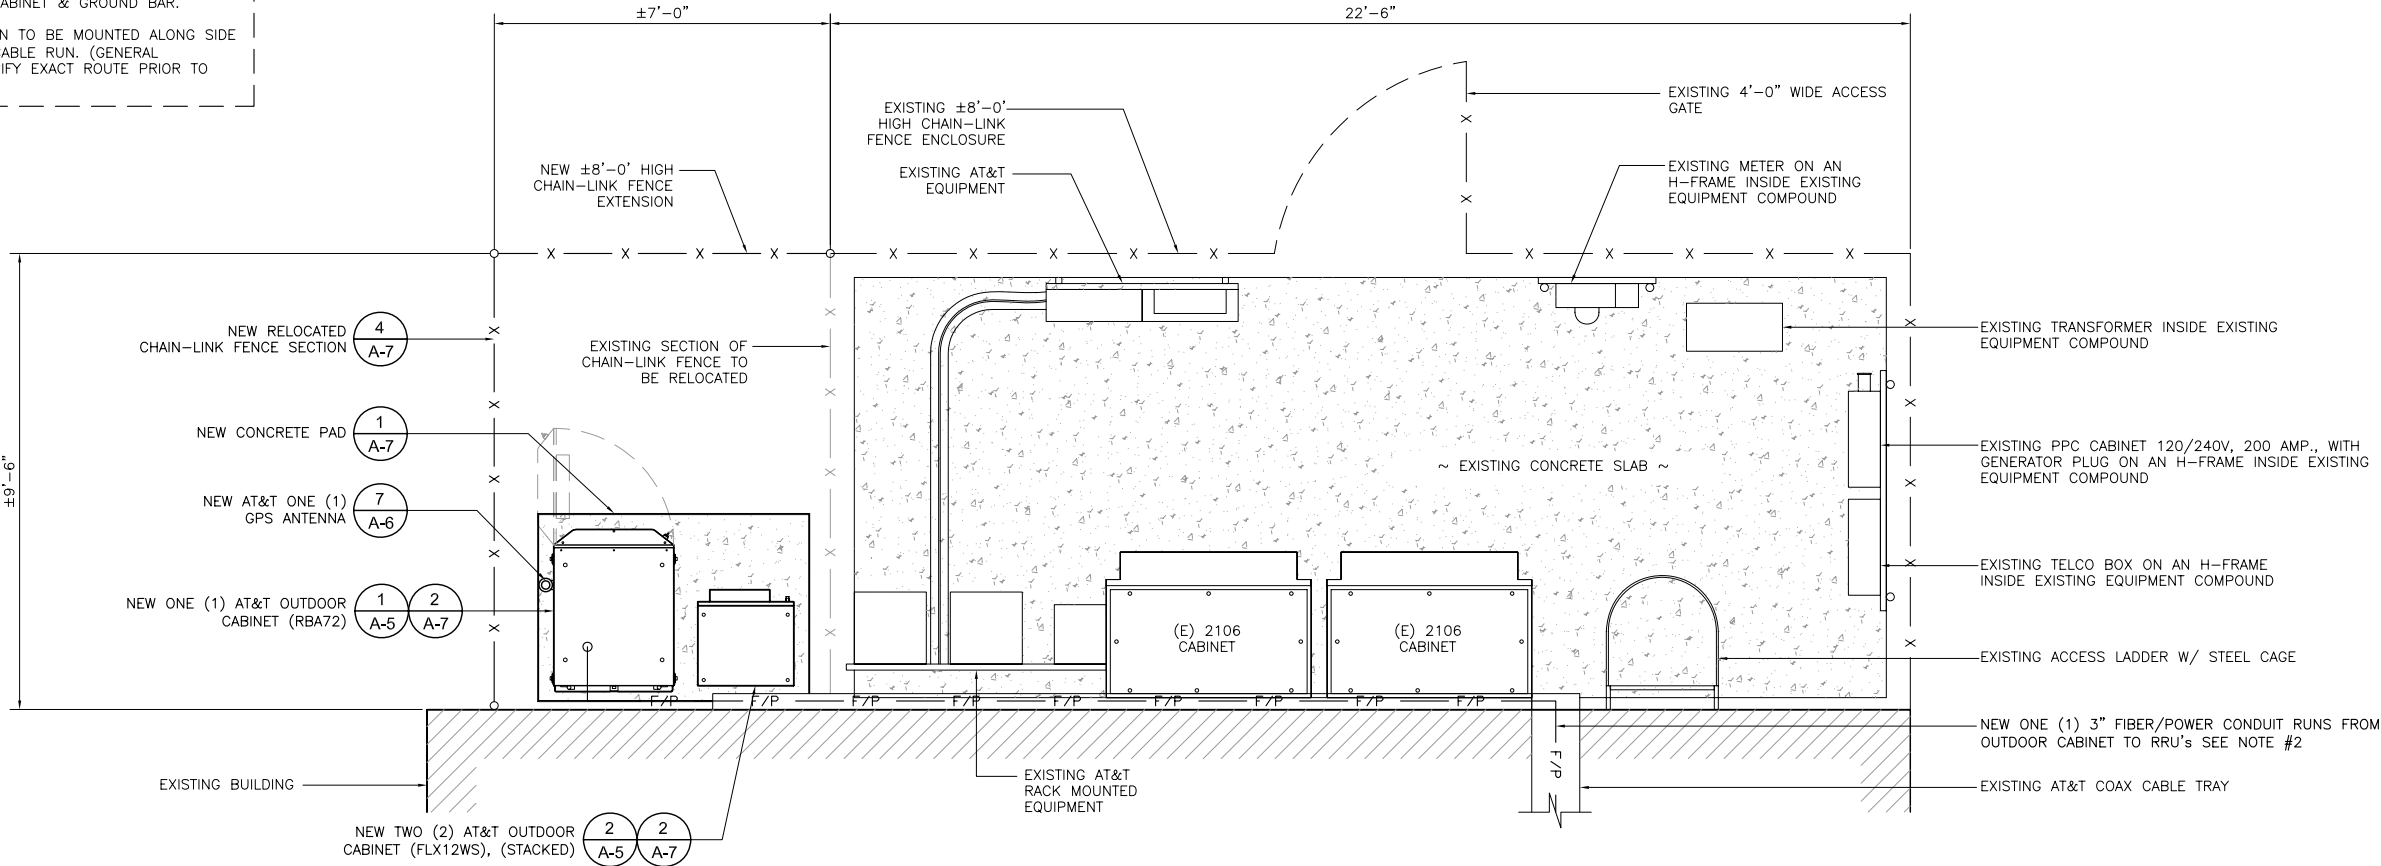 ABINET & GROUND BAR.
N TO BE MOUNTED ALONG SIDE
CABLE RUN. (GENERAL
IFY EXACT ROUTE PRIOR TO
±7'-0"
22'-6"
EXISTING ±8'-0'
HIGH CHAIN-LINK
FENCE ENCLOSURE
EXISTING 4'-0" WIDE ACCESS
GATE
NEW ±8'-0' HIGH
CHAIN-LINK FENCE
EXTENSION
EXISTING AT&T
EQUIPMENT
EXISTING METER ON AN
H-FRAME INSIDE EXISTING
EQUIPMENT COMPOUND
X X X X X X X X X X X X X X
±9'-6"
NEW RELOCATED
CHAIN-LINK FENCE SECTION
4
A-7
EXISTING SECTION OF
CHAIN-LINK FENCE TO
BE RELOCATED
EXISTING TRANSFORMER INSIDE EXISTING
EQUIPMENT COMPOUND
NEW CONCRETE PAD
1
A-7
~ EXISTING CONCRETE SLAB ~
EXISTING PPC CABINET 120/240V, 200 AMP., WITH
GENERATOR PLUG ON AN H-FRAME INSIDE EXISTING
EQUIPMENT COMPOUND
NEW AT&T ONE (1)
GPS ANTENNA
7
A-6
EXISTING TELCO BOX ON AN H-FRAME
INSIDE EXISTING EQUIPMENT COMPOUND
NEW ONE (1) AT&T OUTDOOR
CABINET (RBA72)
1
A-5
2
A-7
(E) 2106
CABINET
(E) 2106
CABINET
EXISTING ACCESS LADDER W/ STEEL CAGE
F/P F/P F/P F/P F/P F/P F/P F/P F/P
NEW ONE (1) 3" FIBER/POWER CONDUIT RUNS FROM
OUTDOOR CABINET TO RRU's SEE NOTE #2
F/P
EXISTING BUILDING
EXISTING AT&T
RACK MOUNTED
EQUIPMENT
EXISTING AT&T COAX CABLE TRAY
NEW TWO (2) AT&T OUTDOOR
CABINET (FLX12WS), (STACKED)
2
A-5
2
A-7